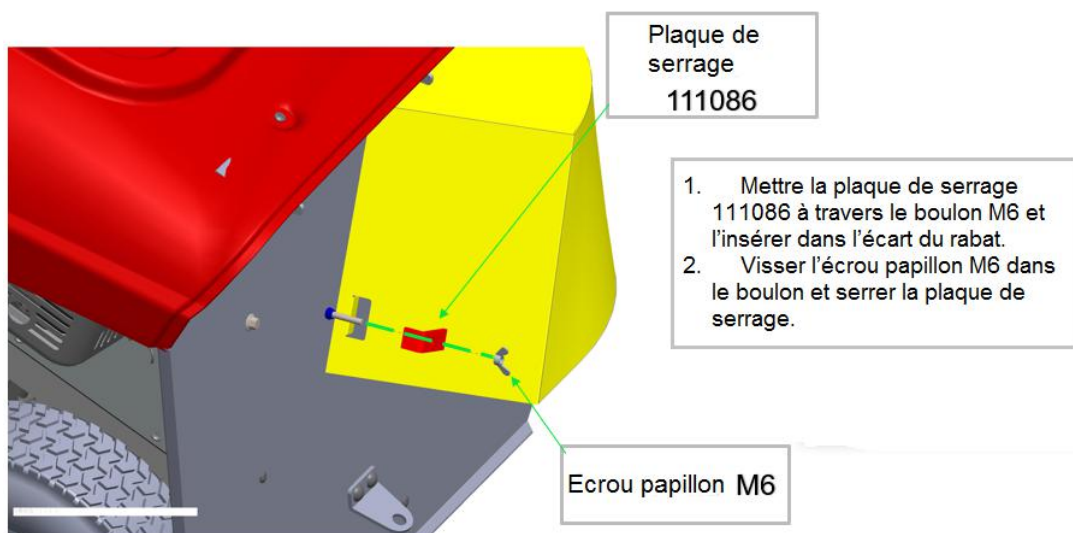 Plaque de
serrage
111086
1. Mettre la plaque de serrage
111086 à travers le boulon M6 et
l'insérer dans l'écart du rabat.
2. Visser l'écrou papillon M6 dans
le boulon et serrer la plaque de
serrage.
Ecrou papillon M6